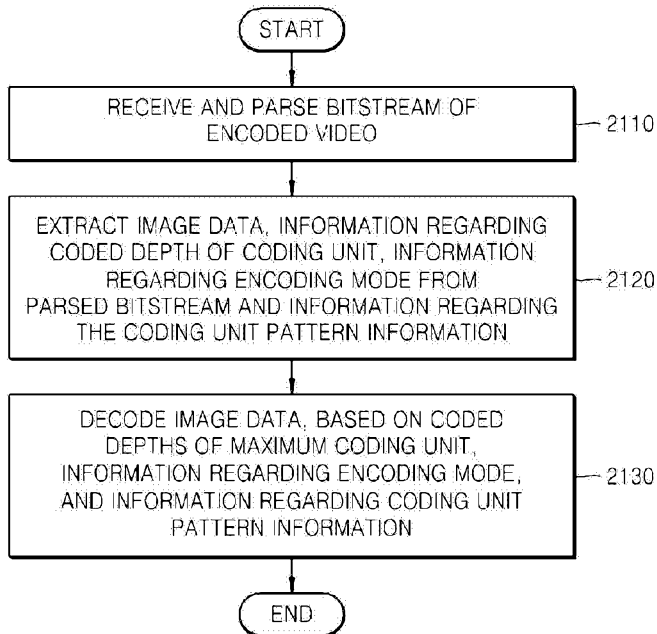 START
RECEIVE AND PARSE BITSTREAM OF
ENCODED VIDEO
2110
EXTRACT IMAGE DATA, INFORMATION REGARDING
CODED DEPTH OF CODING UNIT, INFORMATION
REGARDING ENCODING MODE FROM
PARSED BITSTREAM AND INFORMATION REGARDING
THE CODING UNIT PATTERN INFORMATION
2120
DECODE IMAGE DATA, BASED ON CODED
DEPTHS OF MAXIMUM CODING UNIT,
INFORMATION REGARDING ENCODING MODE,
AND INFORMATION REGARDING CODING UNIT
PATTERN INFORMATION
2130
END